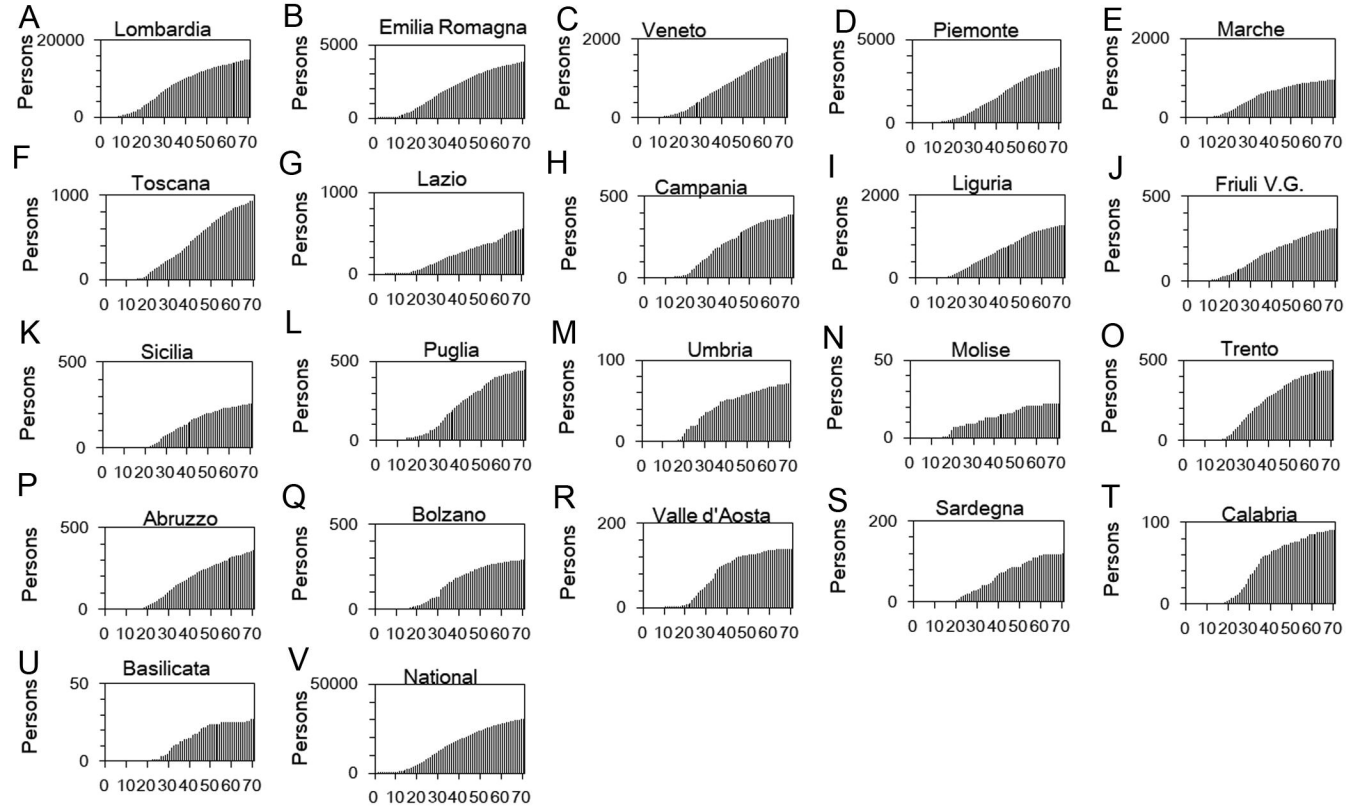 A
Lombardia
20000
Persons
0
0 10 20 30 40 50 60 70
B
Emilia Romagna
5000
Persons
0
0 10 20 30 40 50 60 70
C
Veneto
2000
Persons
0
0 10 20 30 40 50 60 70
D
Piemonte
5000
Persons
0
0 10 20 30 40 50 60 70
E
Marche
2000
Persons
0
0 10 20 30 40 50 60 70
F
Toscana
1000
Persons
0
0 10 20 30 40 50 60 70
G
Lazio
1000
Persons
0
0 10 20 30 40 50 60 70
H
Campania
500
Persons
0
0 10 20 30 40 50 60 70
I
Liguria
2000
Persons
0
0 10 20 30 40 50 60 70
J
Friuli V.G.
500
Persons
0
0 10 20 30 40 50 60 70
K
Sicilia
500
Persons
0
0 10 20 30 40 50 60 70
L
Puglia
500
Persons
0
0 10 20 30 40 50 60 70
M
Umbria
100
Persons
0
0 10 20 30 40 50 60 70
N
Molise
50
Persons
0
0 10 20 30 40 50 60 70
O
Trento
500
Persons
0
0 10 20 30 40 50 60 70
P
Abruzzo
500
Persons
0
0 10 20 30 40 50 60 70
Q
Bolzano
500
Persons
0
0 10 20 30 40 50 60 70
R
Valle d'Aosta
200
Persons
0
0 10 20 30 40 50 60 70
S
Sardegna
200
Persons
0
0 10 20 30 40 50 60 70
T
Calabria
100
Persons
0
0 10 20 30 40 50 60 70
U
Basilicata
50
Persons
0
0 10 20 30 40 50 60 70
V
National
50000
Persons
0
0 10 20 30 40 50 60 70